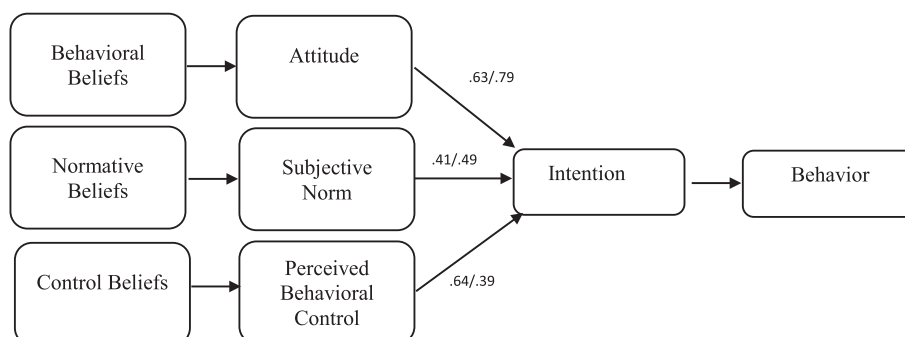 Behavioral
Beliefs
Attitude
.63/.79
Normative
Beliefs
Subjective
Norm
.41/.49
Intention
Behavior
Control Beliefs
Perceived
Behavioral
Control
.64/.39